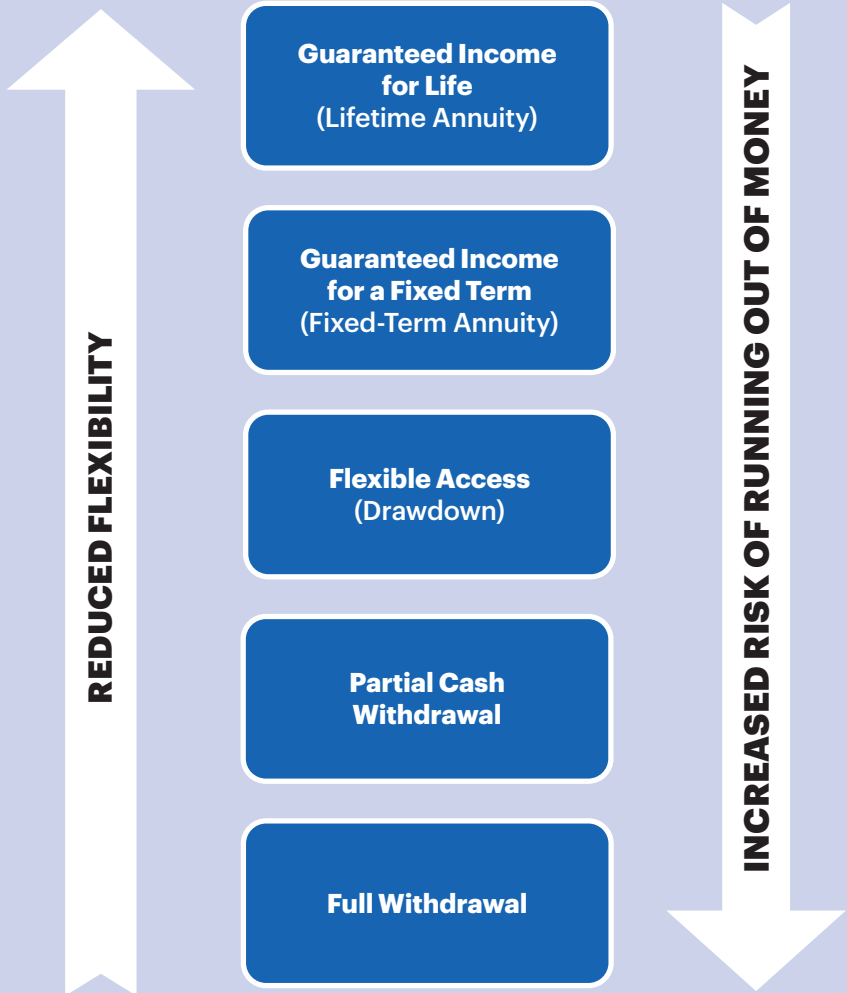 REDUCED FLEXIBILITY
Guaranteed Income
for Life
(Lifetime Annuity)
Guaranteed Income
for a Fixed Term
(Fixed-Term Annuity)
Flexible Access
(Drawdown)
Partial Cash
Withdrawal
Full Withdrawal
INCREASED RISK OF RUNNING OUT OF MONEY